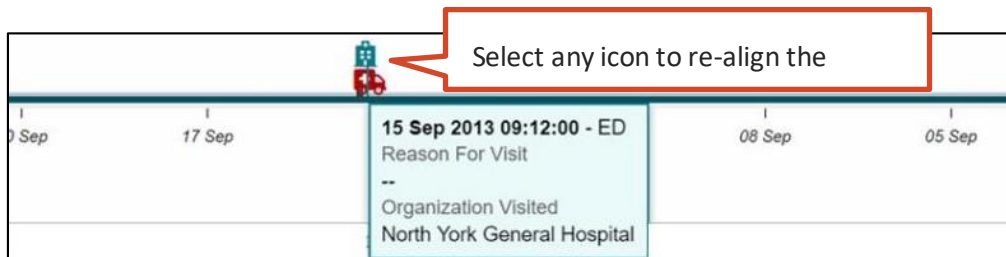 Select any icon to re-align the
Sep
17 Sep
08 Sep
05 Sep
15 Sep 2013 09:12:00 - ED
Reason For Visit
--
Organization Visited
North York General Hospital